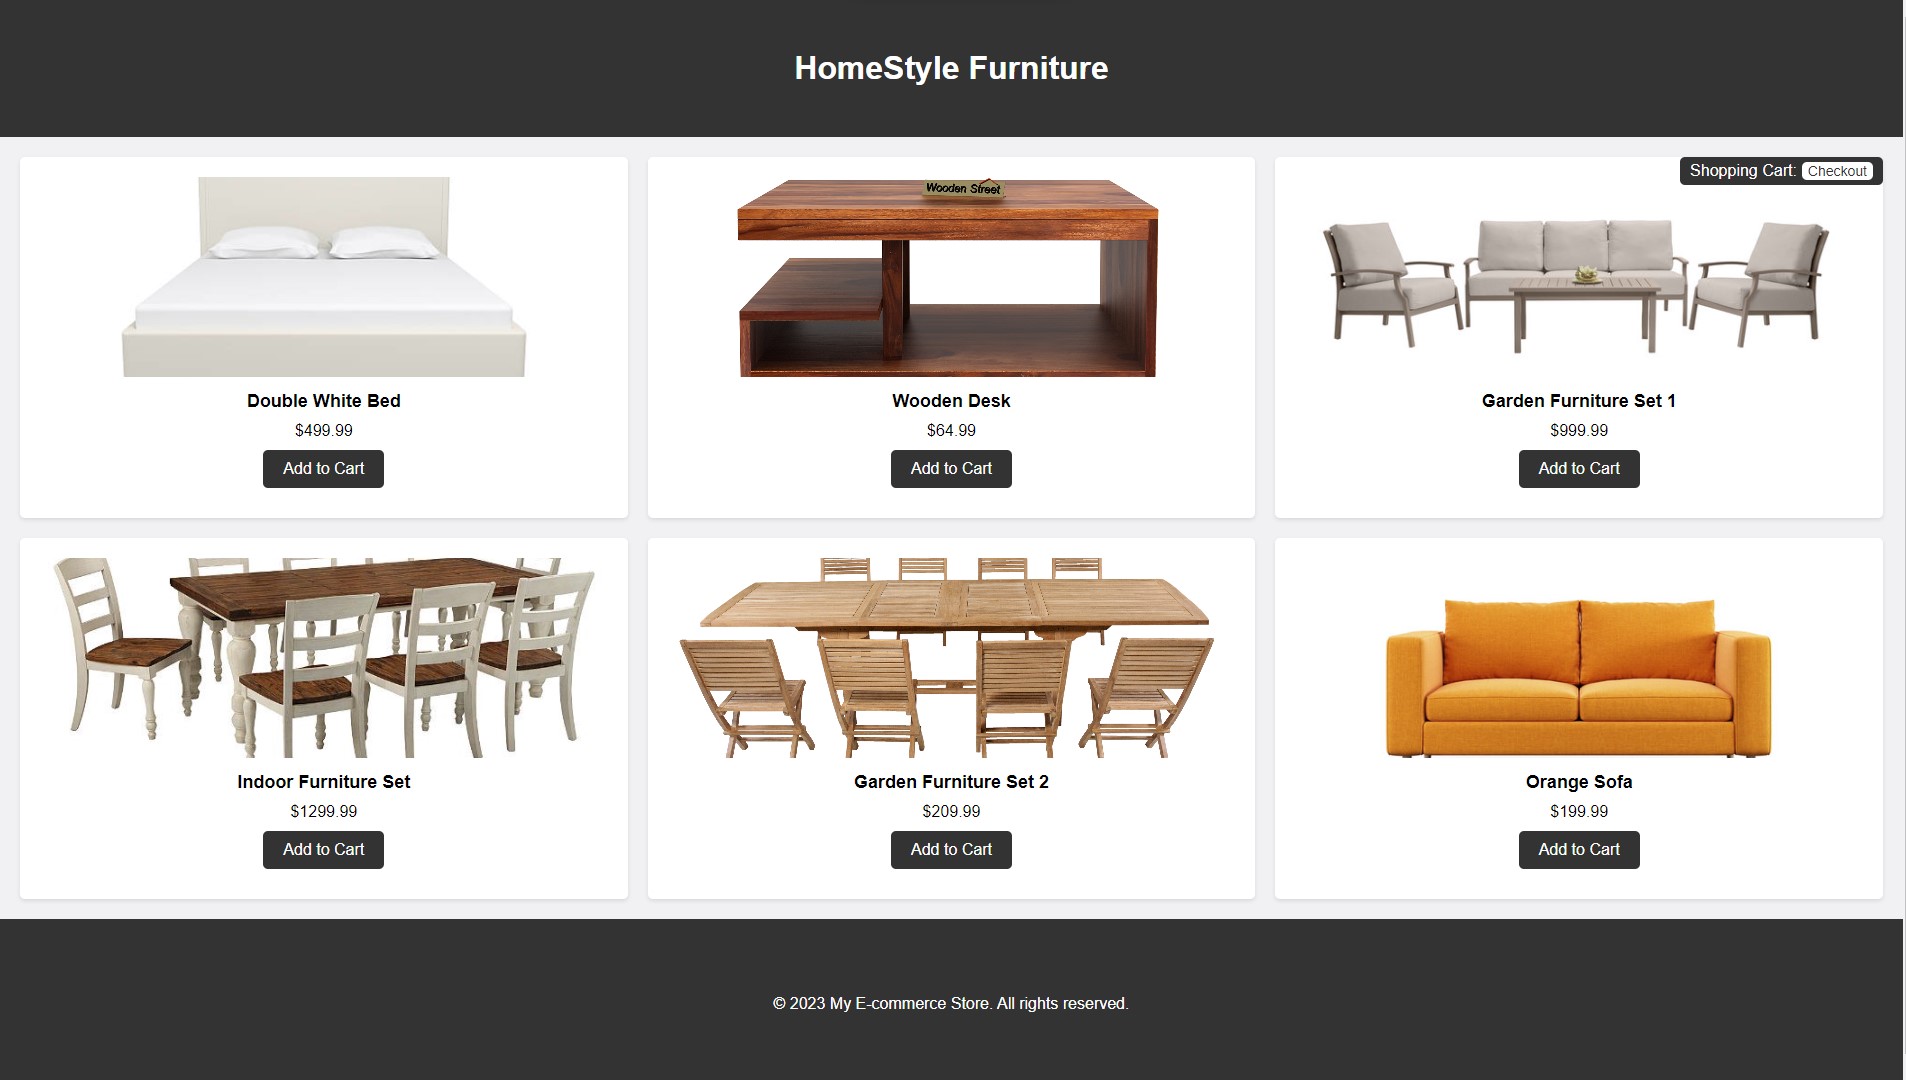 HomeStyle Furniture
Shopping Cart: Checkout
Wooden Street
Double White Bed
$499.99
Add to Cart
Wooden Desk
$64.99
Add to Cart
Garden Furniture Set 1
$999.99
Add to Cart
Indoor Furniture Set
$1299.99
Add to Cart
Garden Furniture Set 2
$209.99
Add to Cart
Orange Sofa
$199.99
Add to Cart
© 2023 My E-commerce Store. All rights reserved.